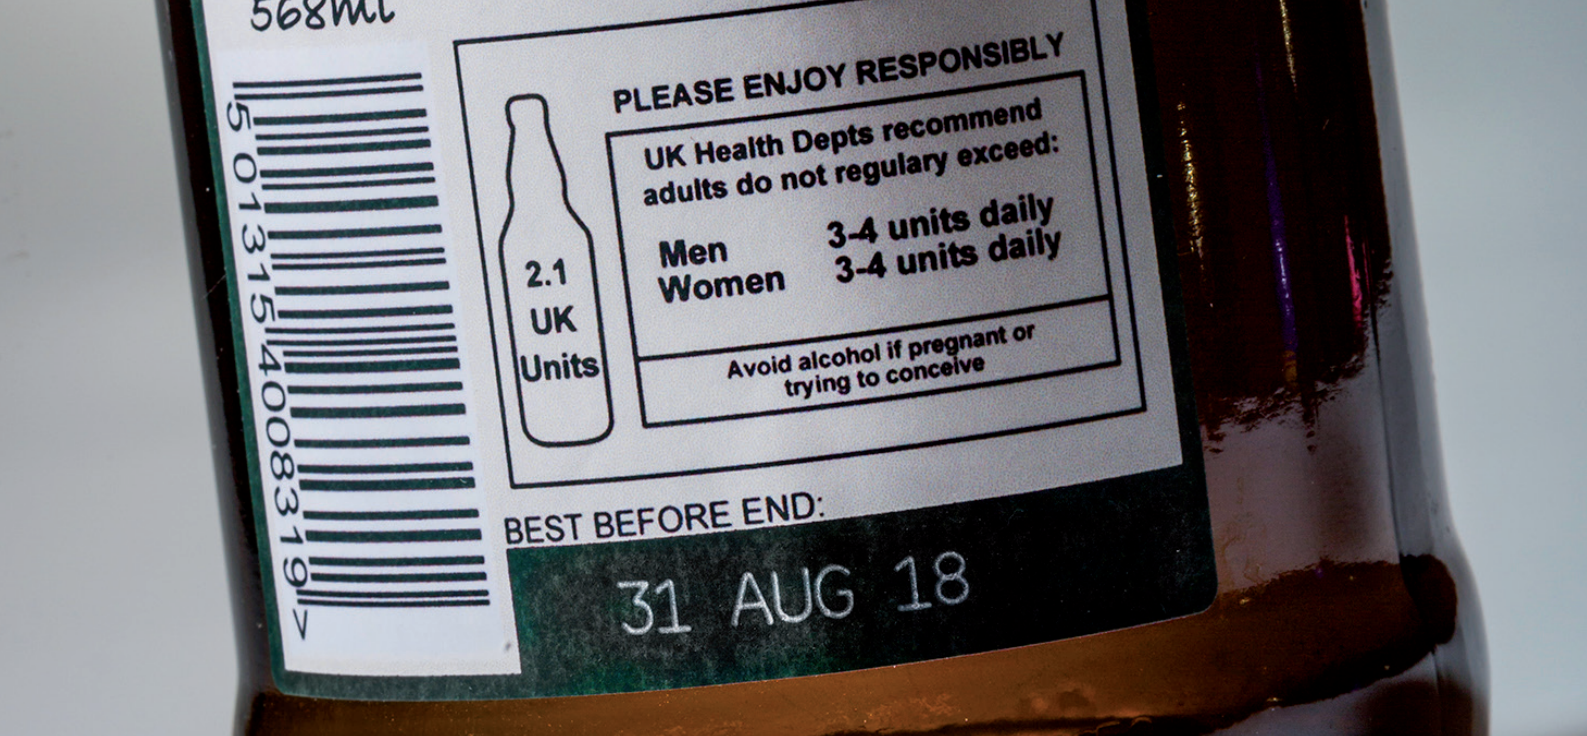 568ml
5 013154 008319 >
PLEASE ENJOY RESPONSIBLY
UK Health Depts recommend
adults do not regulary exceed:
Men 3-4 units daily
Women 3-4 units daily
Avoid alcohol if pregnant or
trying to conceive
2.1
UK
Units
BEST BEFORE END:
31 AUG 18